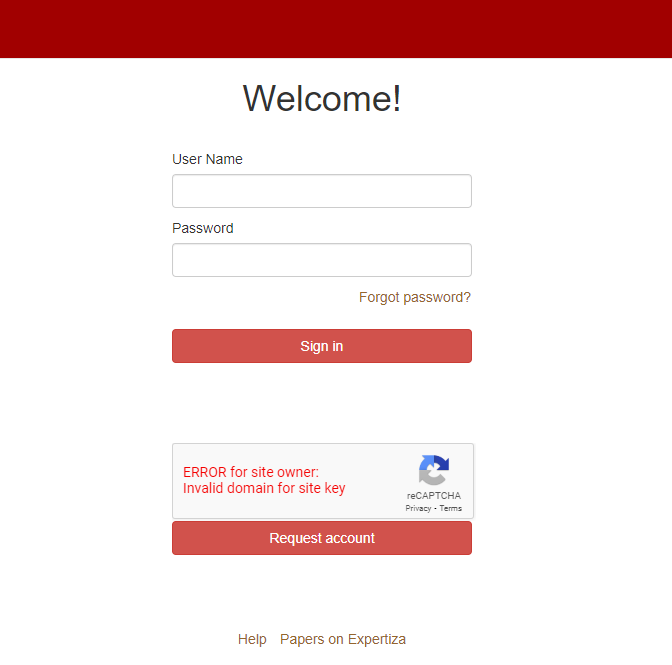 Welcome!
User Name
Password
Forgot password?
Sign in
ERROR for site owner:
Invalid domain for site key
reCAPTCHA
Privacy - Terms
Request account
Help Papers on Expertiza